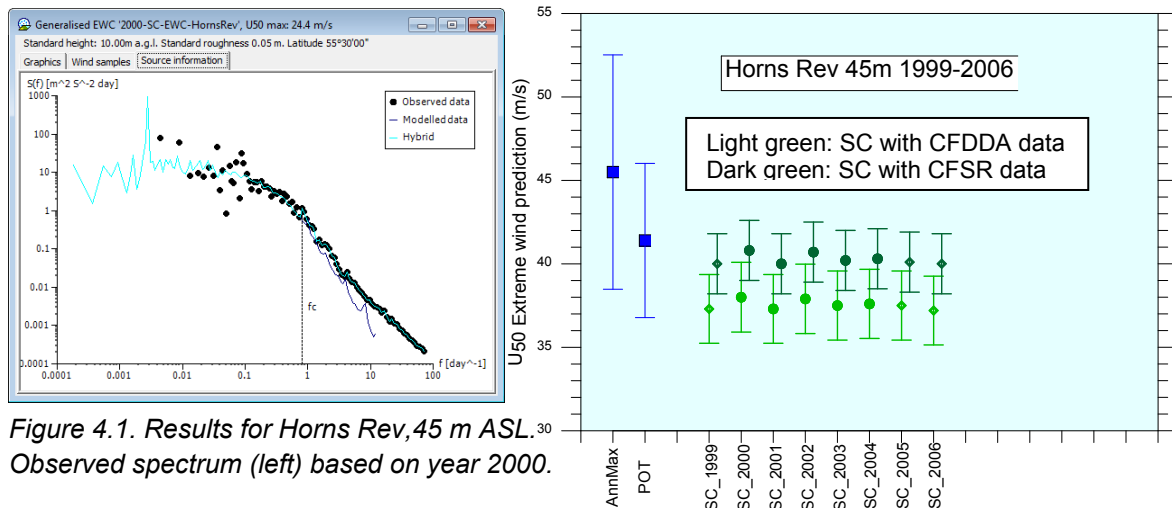 Generalised EWC '2000-SC-EWC-HornsRev', U50 max: 24.4 m/s
Standard height: 10.00m a.g.l. Standard roughness 0.05 m. Latitude 55°30'00"
Graphics Wind samples Source information
S(f) [m^2 S^-2 day]
1000
100
10
1
0.1
0.01
0.001
0.0001
0.0001 0.001 0.01 0.1 1 10 100
f [day^-1]
fc
Observed data
Modelled data
Hybrid
Figure 4.1. Results for Horns Rev,45 m ASL.
Observed spectrum (left) based on year 2000.
U50 Extreme wind prediction (m/s)
55
50
45
40
35
30
Horns Rev 45m 1999-2006
Light green: SC with CFDDA data
Dark green: SC with CFSR data
AnnMax
POT
SC_1999
SC_2000
SC_2001
SC_2002
SC_2003
SC_2004
SC_2005
SC_2006